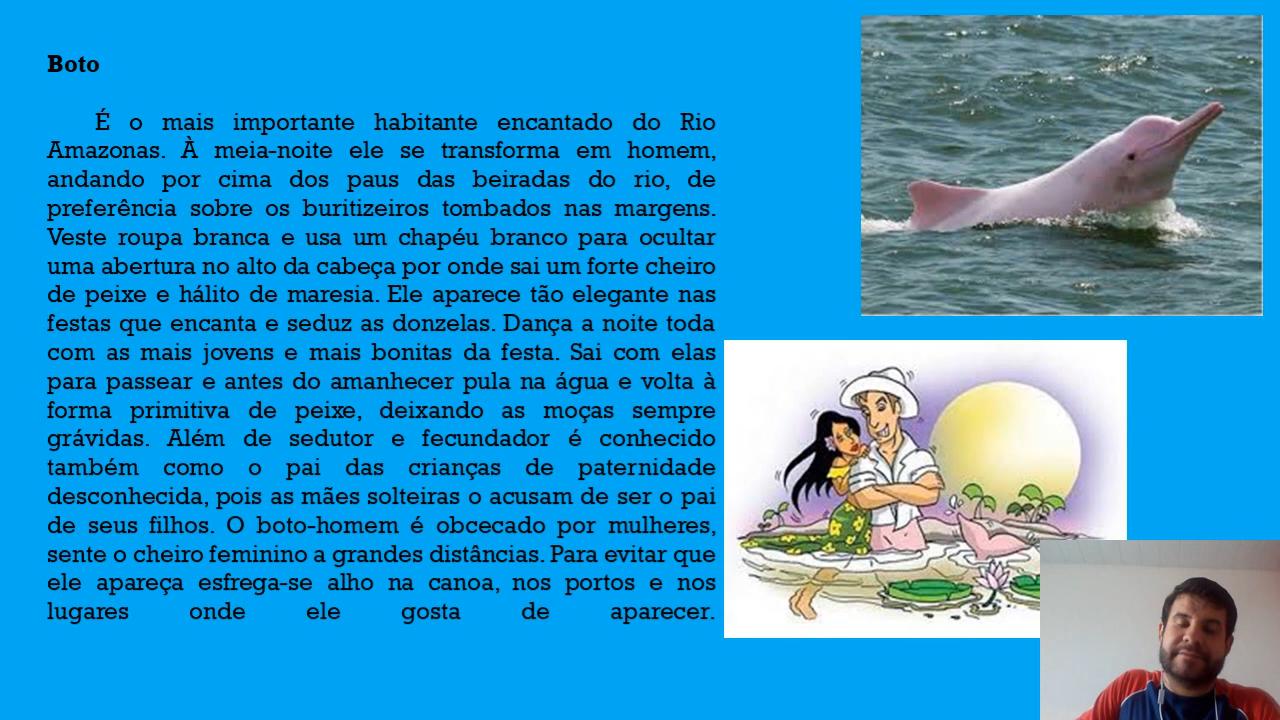 Boto
É o mais importante habitante encantado do Rio
Amazonas. À meia-noite ele se transforma em homem,
andando por cima dos paus das beiradas do rio, de
preferência sobre os buritizeiros tombados nas margens.
Veste roupa branca e usa um chapéu branco para ocultar
uma abertura no alto da cabeça por onde sai um forte cheiro
de peixe e hálito de maresia. Ele aparece tão elegante nas
festas que encanta e seduz as donzelas. Dança a noite toda
com as mais jovens e mais bonitas da festa. Sai com elas
para passear e antes do amanhecer pula na água e volta à
forma primitiva de peixe, deixando as moças sempre
grávidas. Além de sedutor e fecundador é conhecido
também como o pai das crianças de paternidade
desconhecida, pois as mães solteiras o acusam de ser o pai
de seus filhos. O boto-homem é obcecado por mulheres,
sente o cheiro feminino a grandes distâncias. Para evitar que
ele apareça esfrega-se alho na canoa, nos portos e nos
lugares onde ele gosta de aparecer.